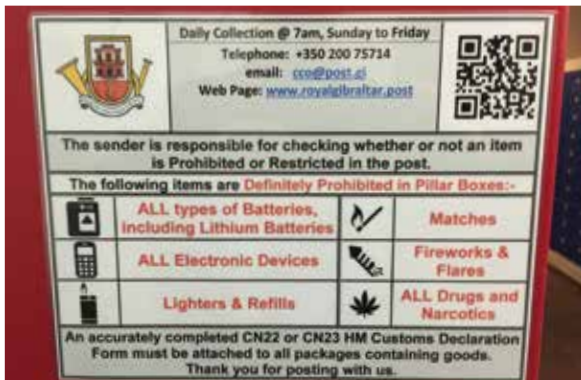 Daily Collection @ 7am, Sunday to Friday
Telephone: +350 200 75714
email: cco@post.gi
Web Page: www.royalgibraltar.post
The sender is responsible for checking whether or not an item
is Prohibited or Restricted in the post.
The following items are Definitely Prohibited in Pillar Boxes:-
ALL types of Batteries,
including Lithium Batteries
Matches
ALL Electronic Devices
Fireworks &
Flares
Lighters & Refills
ALL Drugs and
Narcotics
An accurately completed CN22 or CN23 HM Customs Declaration
Form must be attached to all packages containing goods.
Thank you for posting with us.